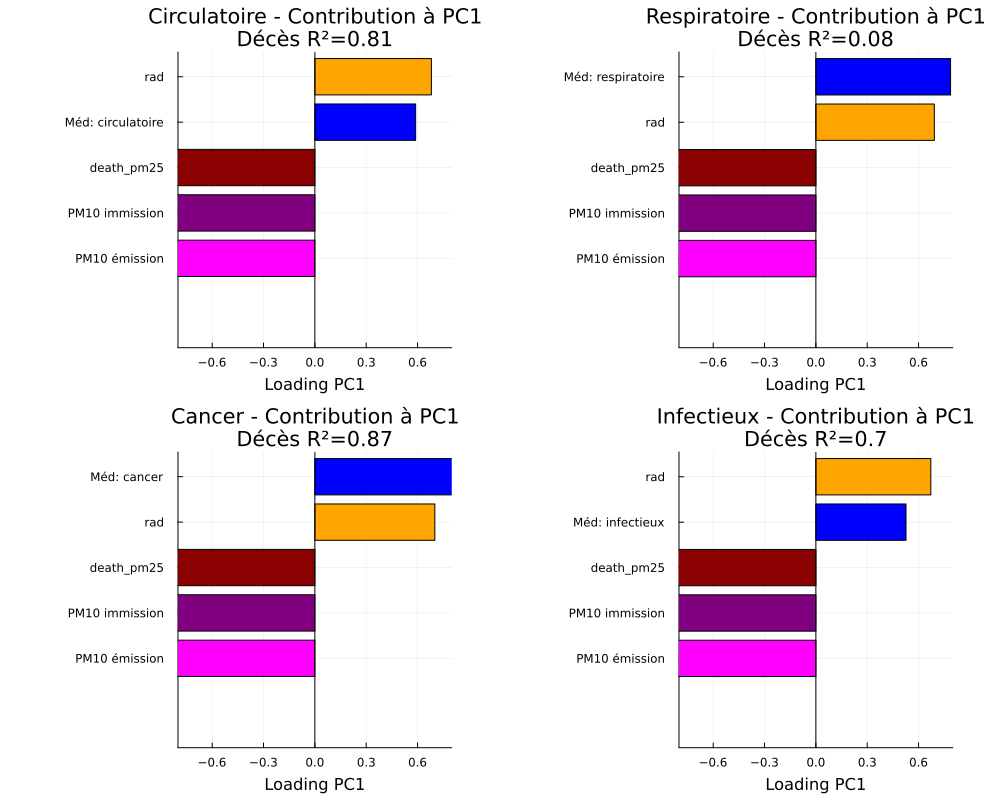 Circulatoire - Contribution à PC1
Décès R²=0.81
rad
Méd: circulatoire
death_pm25
PM10 immission
PM10 émission
−0.6 −0.3 0.0 0.3 0.6
Loading PC1
Respiratoire - Contribution à PC1
Décès R²=0.08
Méd: respiratoire
rad
death_pm25
PM10 immission
PM10 émission
−0.6 −0.3 0.0 0.3 0.6
Loading PC1
Cancer - Contribution à PC1
Décès R²=0.87
Méd: cancer
rad
death_pm25
PM10 immission
PM10 émission
−0.6 −0.3 0.0 0.3 0.6
Loading PC1
Infectieux - Contribution à PC1
Décès R²=0.7
rad
Méd: infectieux
death_pm25
PM10 immission
PM10 émission
−0.6 −0.3 0.0 0.3 0.6
Loading PC1